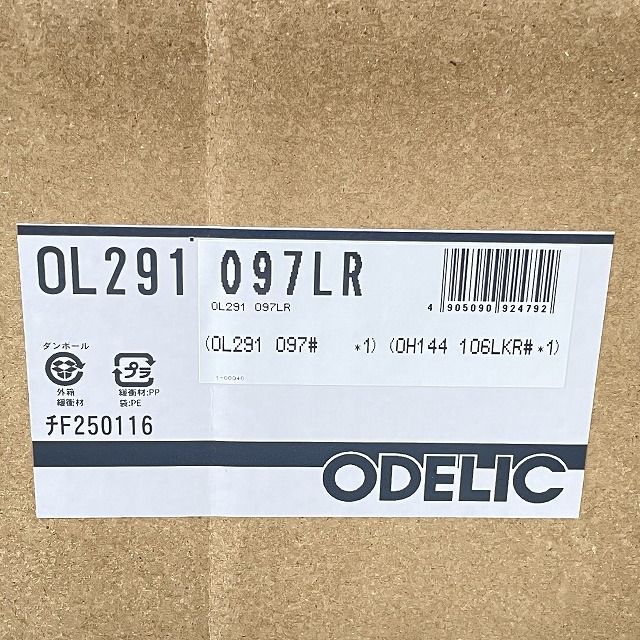 OL291 097LR
OL291 097LR
4 905090 924792
(OL291 097# *1) (OH144 106LKR#*1)
ダンボール
プラ
外箱
緩衝材
緩衝材:PP
袋:PE
チF250116
ODELIC